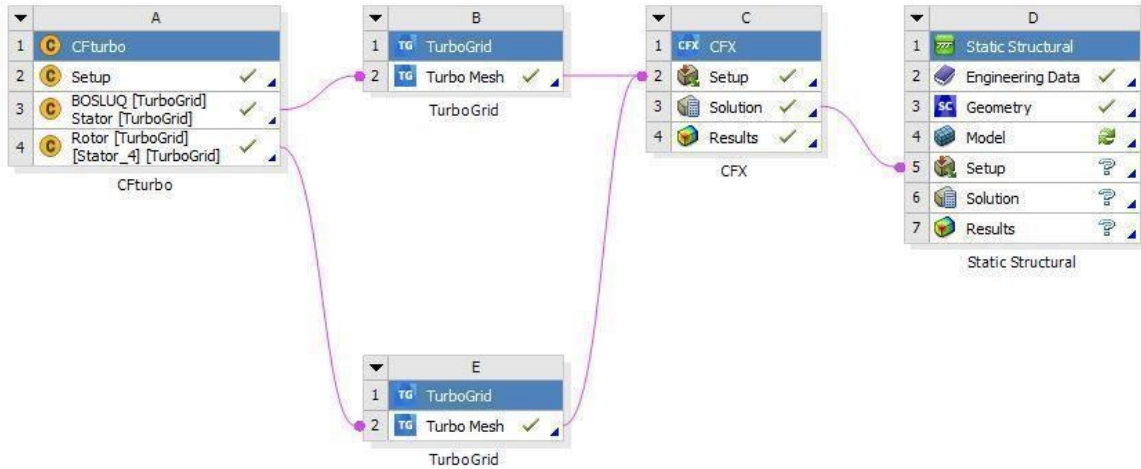 A
1 CFturbo
2 Setup
3 BOSLUQ [TurboGrid]
Stator [TurboGrid]
4 Rotor [TurboGrid]
[Stator_4] [TurboGrid]
CFturbo
B
1 TG TurboGrid
2 TG Turbo Mesh
TurboGrid
C
1 CFX CFX
2 Setup
3 Solution
4 Results
CFX
D
1 Static Structural
2 Engineering Data
3 SC Geometry
4 Model
5 Setup
6 Solution
7 Results
Static Structural
E
1 TG TurboGrid
2 TG Turbo Mesh
TurboGrid